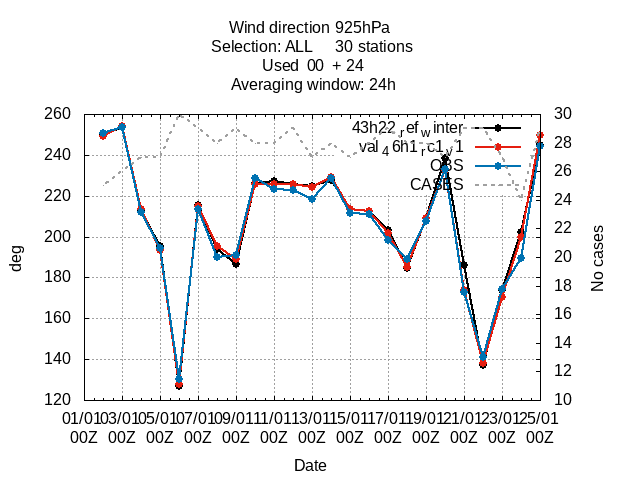 Wind direction 925hPa
Selection: ALL 30 stations
Used 00 + 24
Averaging window: 24h
43h22_ref_winter
val_46h1_rc1_v1
OBS
CASES
260
240
220
200
180
160
140
120
30
28
26
24
22
20
18
16
14
12
10
deg
No cases
01/01 03/01 05/01 07/01 09/01 11/01 13/01 15/01 17/01 19/01 21/01 23/01 25/01
00Z 00Z 00Z 00Z 00Z 00Z 00Z 00Z 00Z 00Z 00Z 00Z 00Z
Date